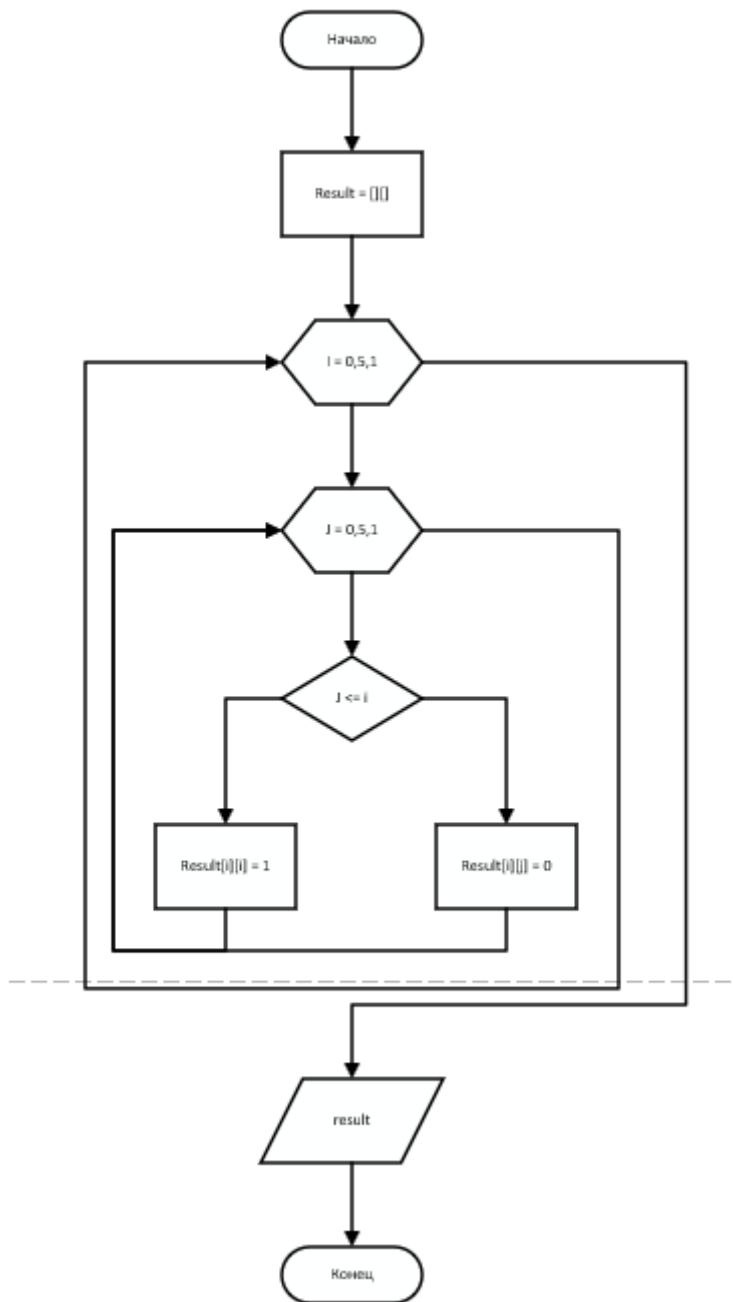 Начало
Result = [][]
I = 0,5,1
J = 0,5,1
J <= i
Result[i][i] = 1
Result[i][j] = 0
result
Конец